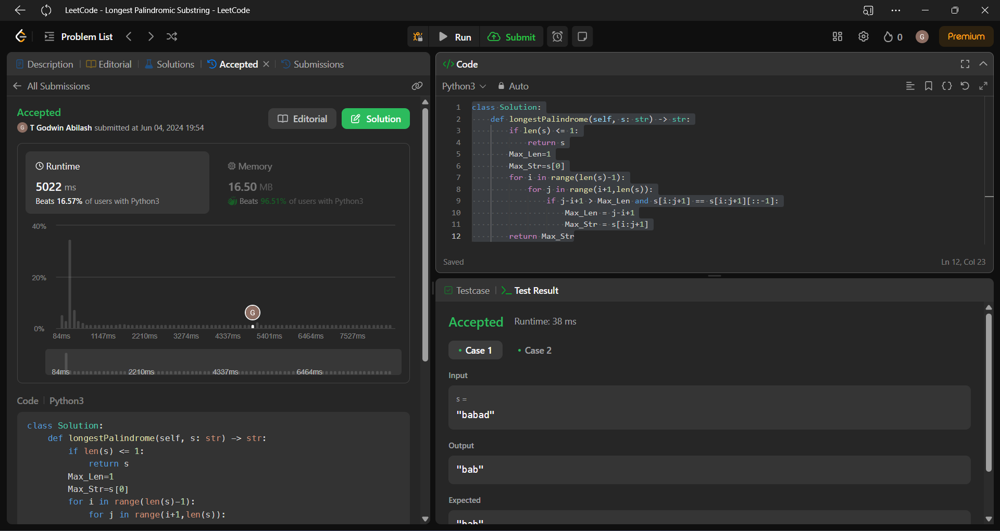 LeetCode - Longest Palindromic Substring - LeetCode
Problem List
Run
Submit
0
G
Premium
Description
Editorial
Solutions
Accepted
Submissions
All Submissions
Accepted
G T Godwin Abilash submitted at Jun 04, 2024 19:54
Editorial
Solution
Runtime
5022 ms
Beats 16.57% of users with Python3
Memory
16.50 MB
Beats 96.51% of users with Python3
40%
20%
0%
G
84ms 1147ms 2210ms 3274ms 4337ms 5401ms 6464ms 7527ms
84ms 2210ms 4337ms 6464ms
Code Python3
class Solution:
    def longestPalindrome(self, s: str) -> str:
        if len(s) <= 1:
            return s
        Max_Len=1
        Max_Str=s[0]
        for i in range(len(s)-1):
            for j in range(i+1,len(s)):
</> Code
Python3
Auto
1 class Solution:
2     def longestPalindrome(self, s: str) -> str:
3         if len(s) <= 1:
4             return s
5         Max_Len=1
6         Max_Str=s[0]
7         for i in range(len(s)-1):
8             for j in range(i+1,len(s)):
9                 if j-i+1 > Max_Len and s[i:j+1] == s[i:j+1][::-1]:
10                     Max_Len = j-i+1
11                     Max_Str = s[i:j+1]
12         return Max_Str
Saved
Ln 12, Col 23
Testcase
Test Result
Accepted Runtime: 38 ms
Case 1
Case 2
Input
s =
"babad"
Output
"bab"
Expected
"bab"